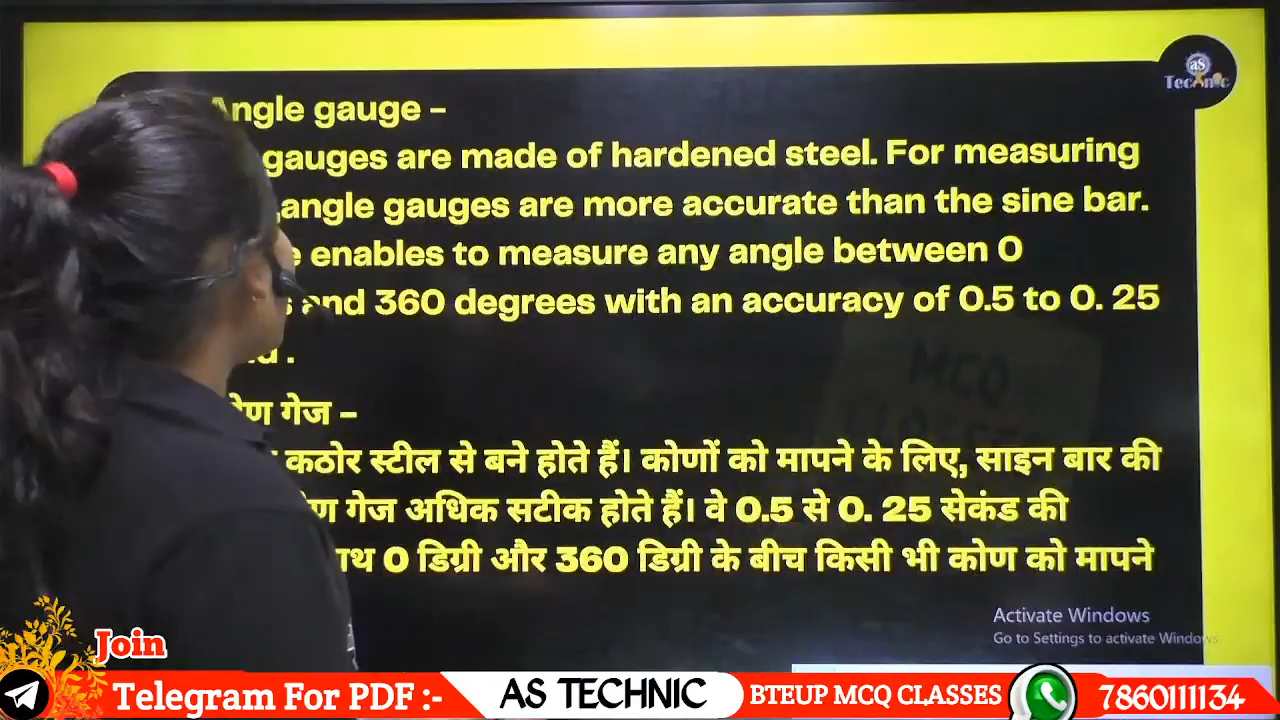 Angle gauge –
gauges are made of hardened steel. For measuring
,angle gauges are more accurate than the sine bar.
enables to measure any angle between 0
and 360 degrees with an accuracy of 0.5 to 0. 25
गेज –
कठोर स्टील से बने होते हैं। कोणों को मापने के लिए, साइन बार की
गेज अधिक सटीक होते हैं। वे 0.5 से 0. 25 सेकंड की
0 डिग्री और 360 डिग्री के बीच किसी भी कोण को मापने
aS
Technic
MCQ
Activate Windows
Go to Settings to activate Windows.
Join
Telegram For PDF :-
AS TECHNIC
BTEUP MCQ CLASSES
7860111134